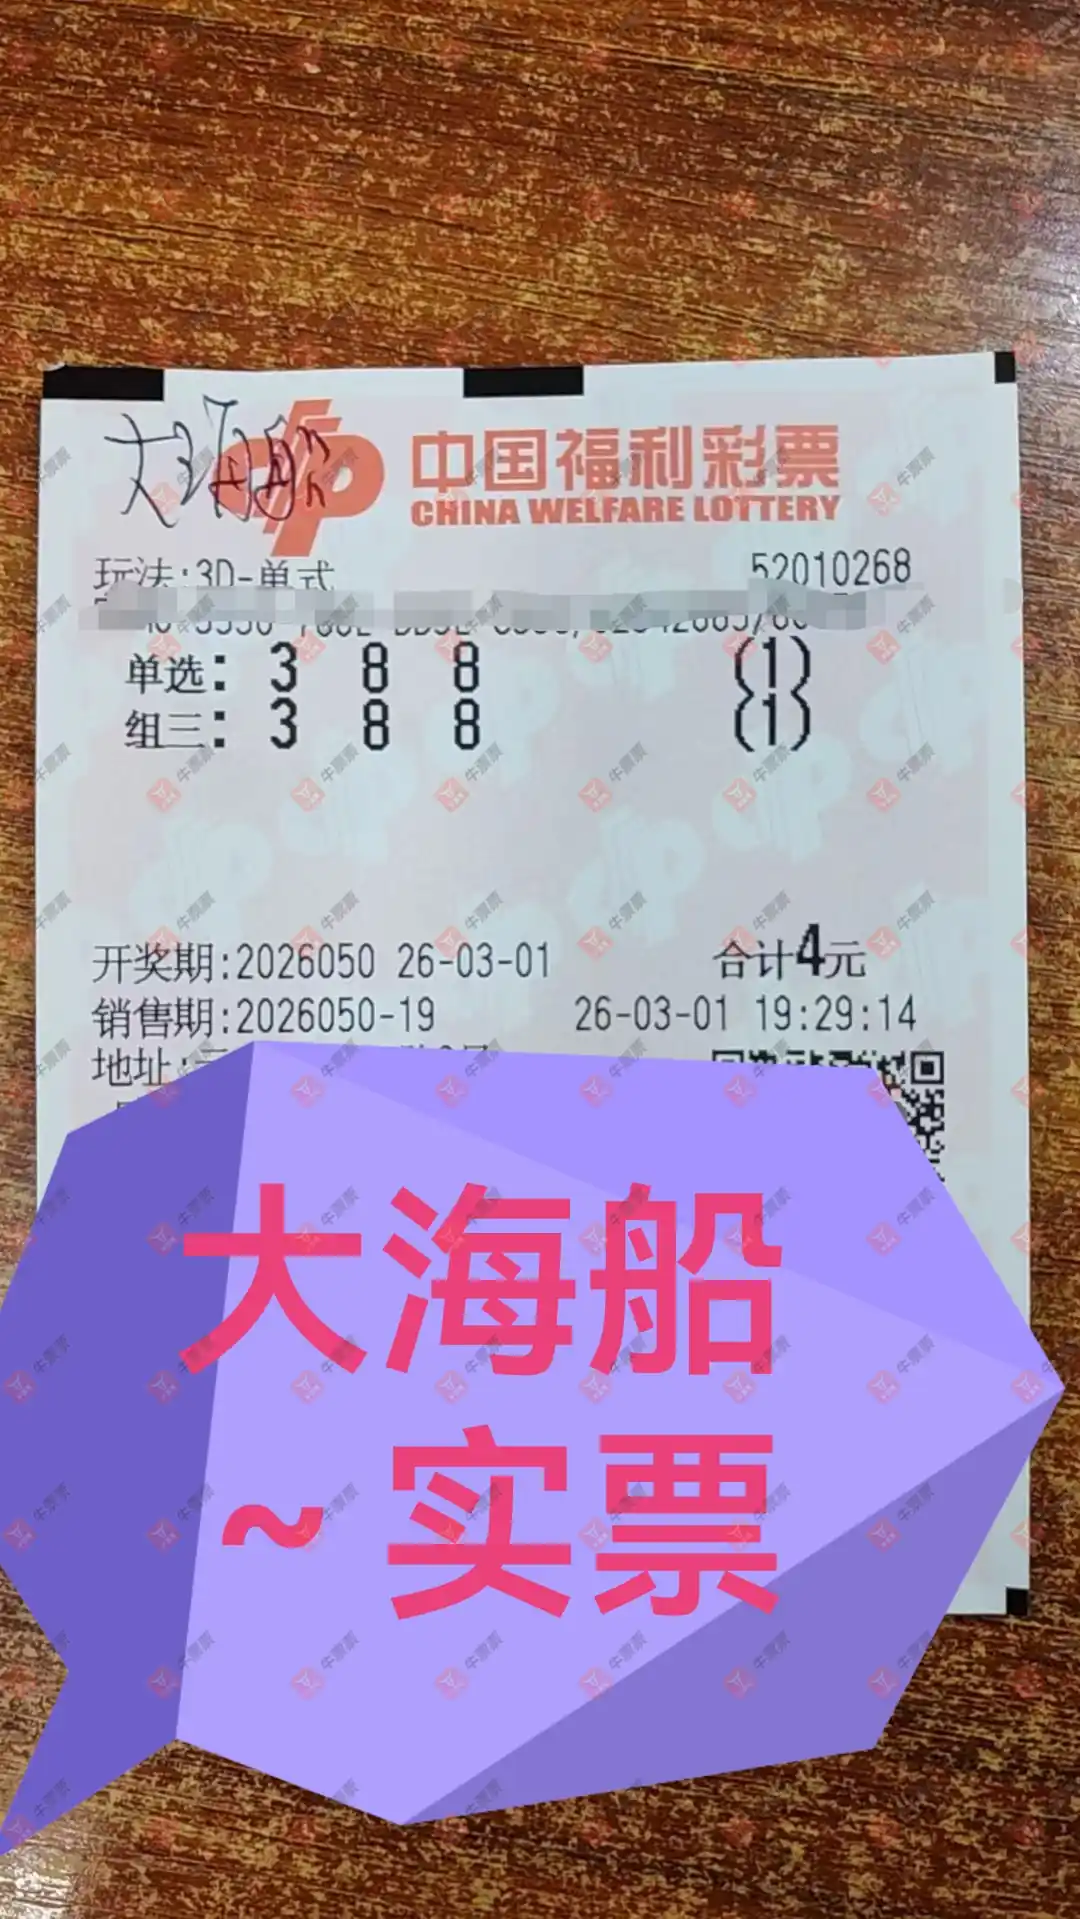 大海船
中国福利彩票
CHINA WELFARE LOTTERY
玩法:3D-单式 52010268
单选: 3 8 8 (1)
组三: 3 8 8 (1)
开奖期:2026050 26-03-01 合计4元
销售期:2026050-19 26-03-01 19:29:14
地址:
大海船
~实票
牛票票